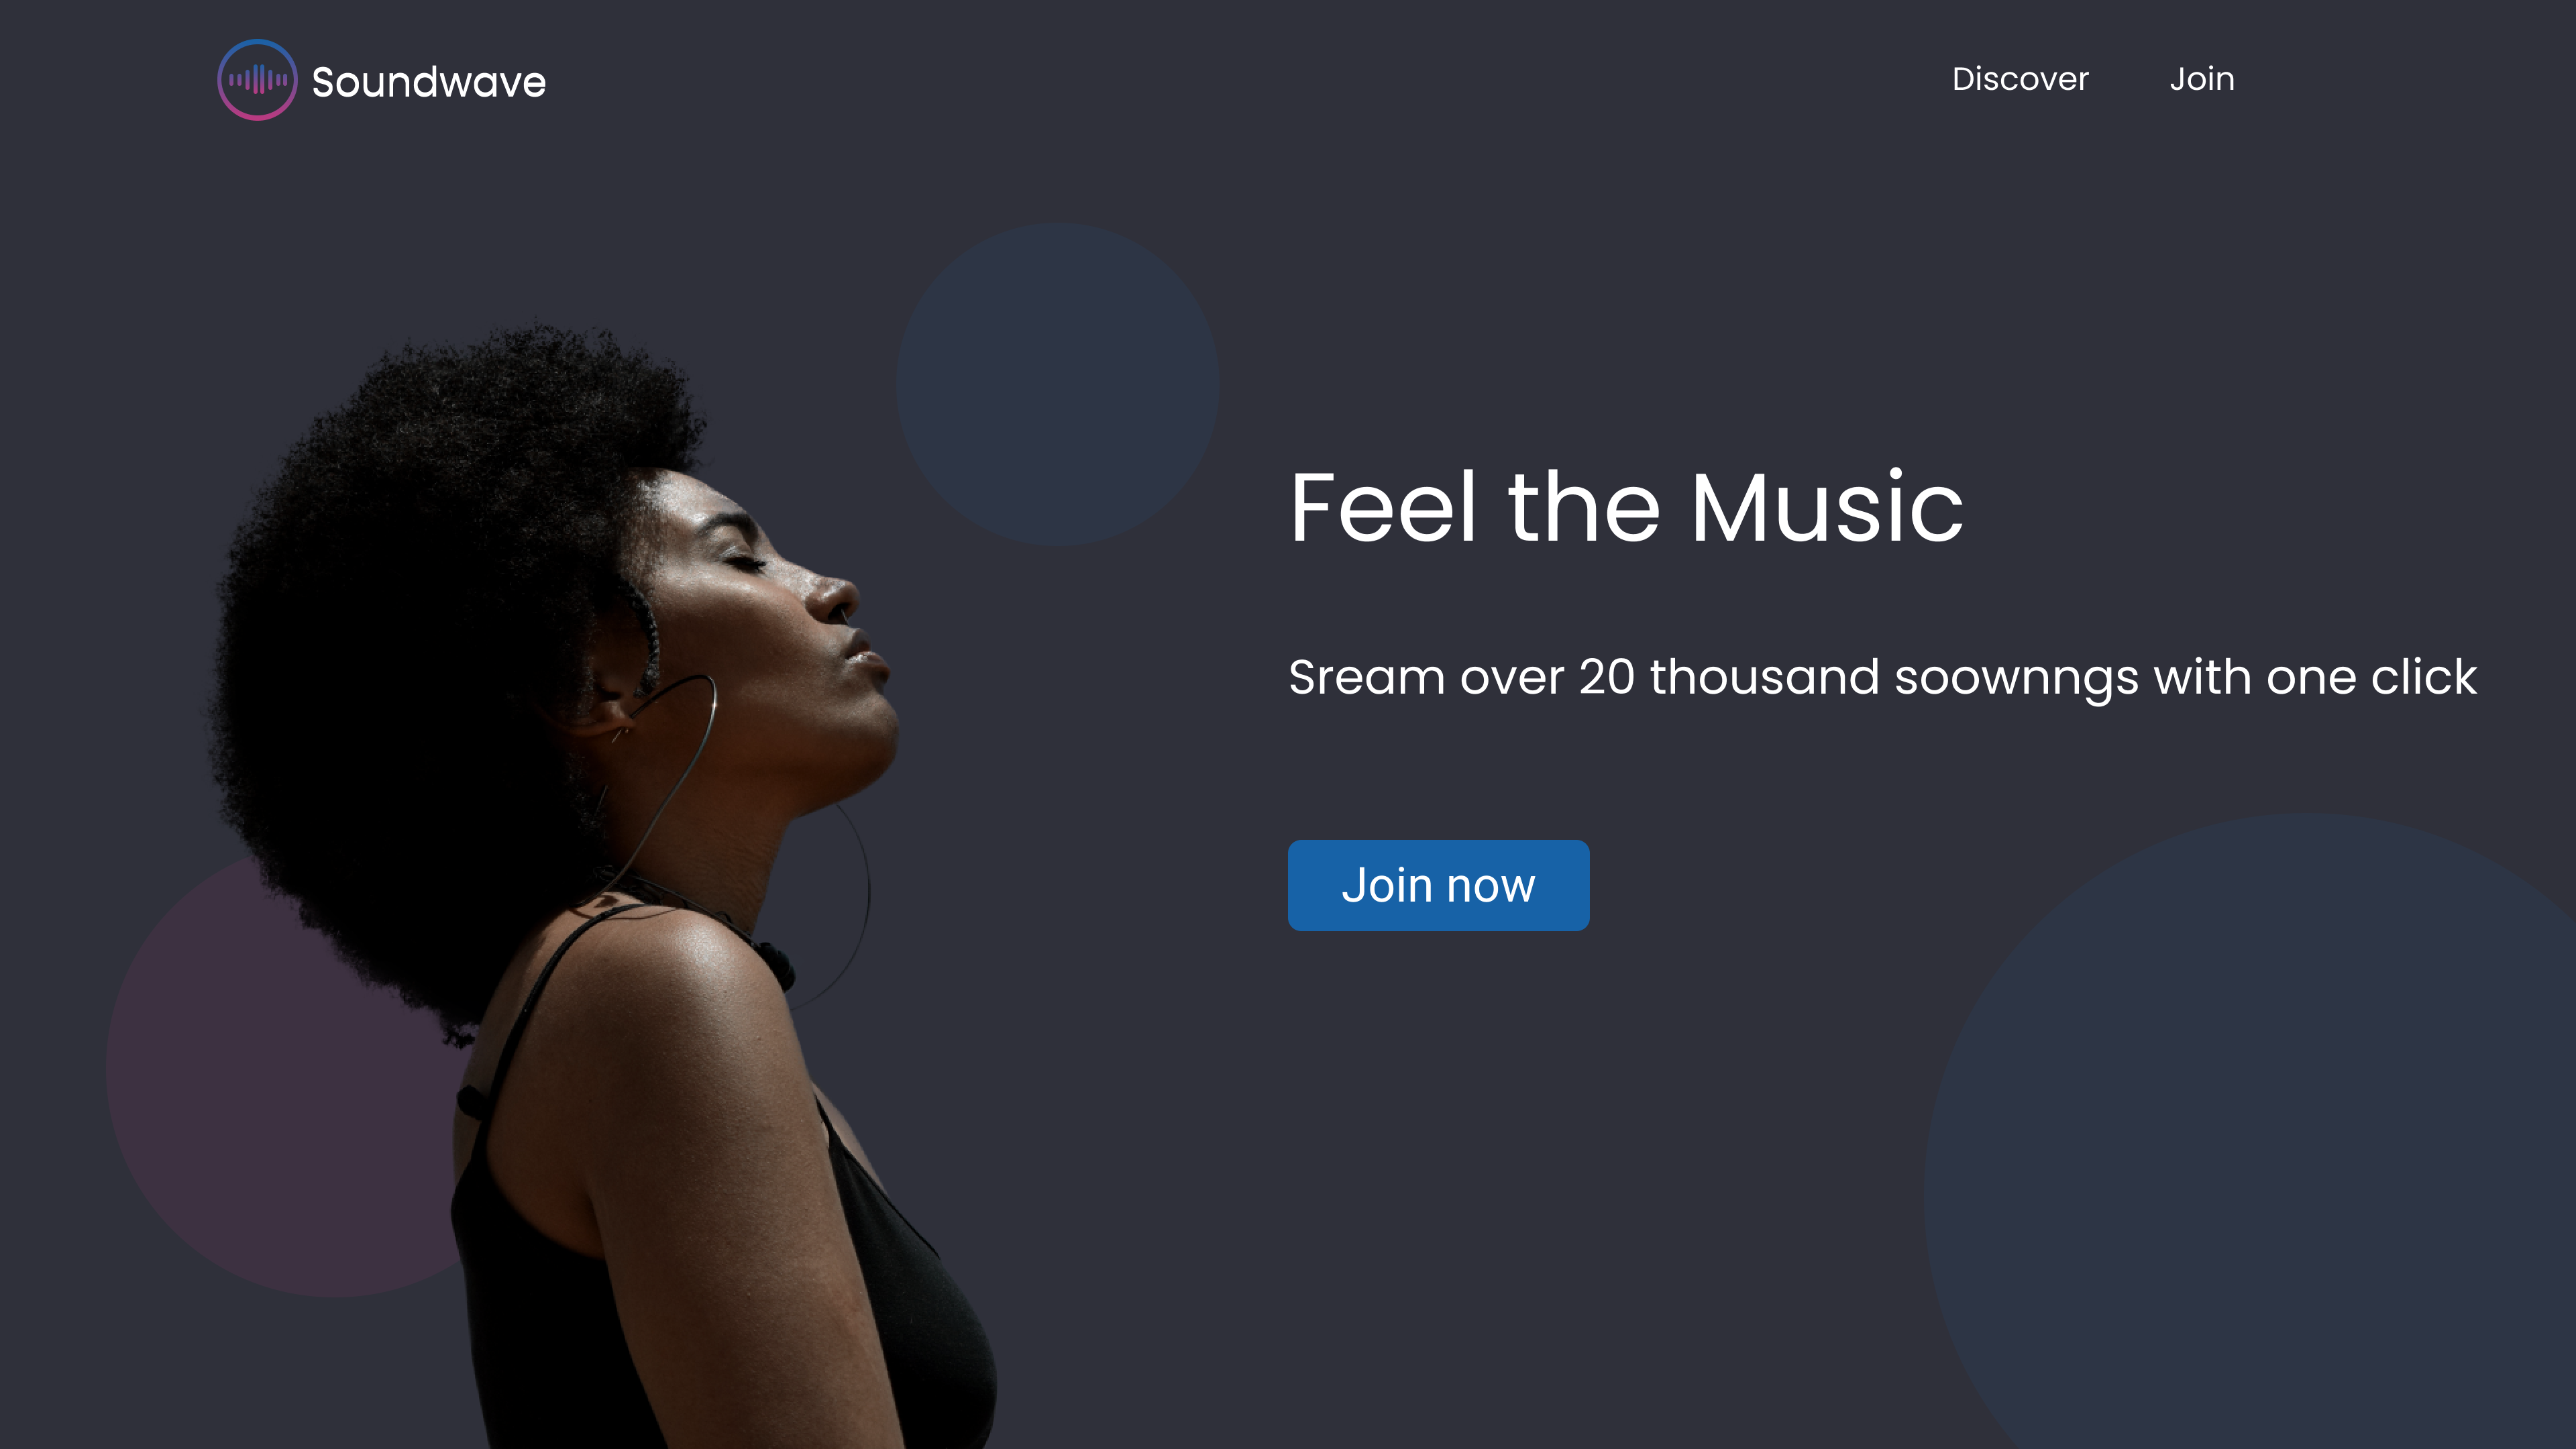 Soundwave
Discover
Join
Feel the Music
Sream over 20 thousand soownngs with one click
Join now